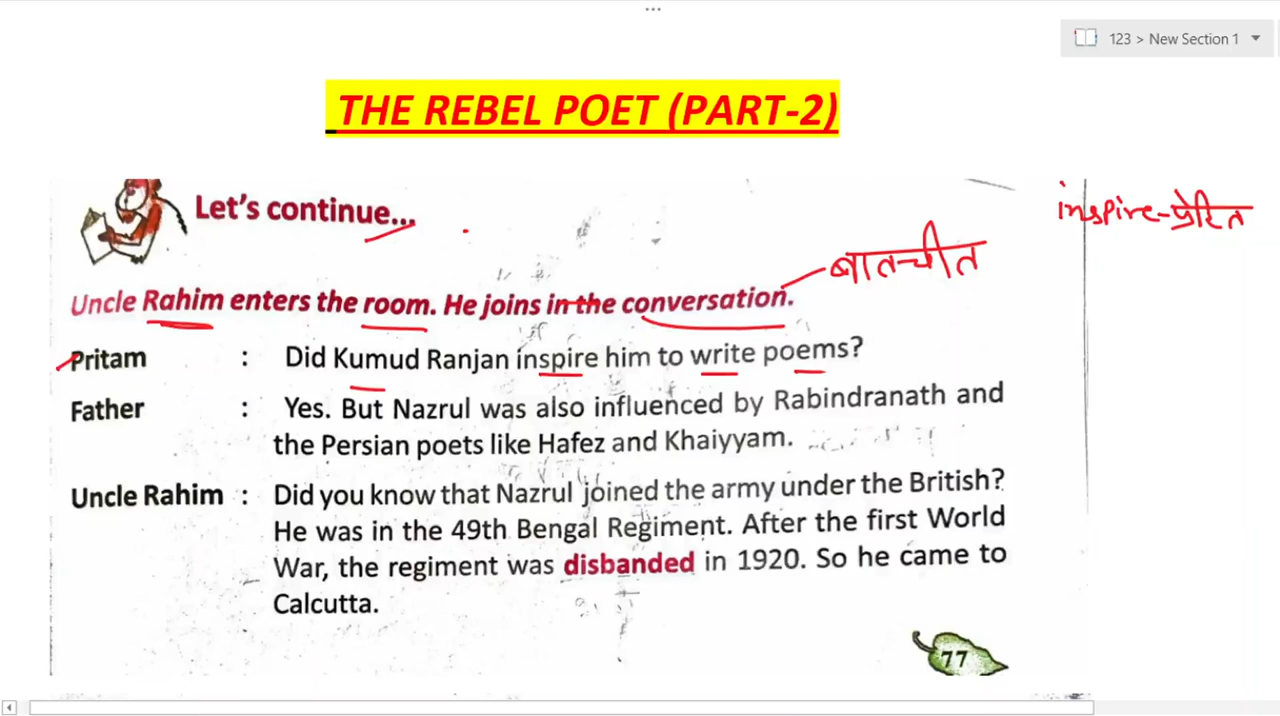 ...
123 > New Section 1
THE REBEL POET (PART-2)
Let's continue...
inspire-प्रेरित
बातचीत
Uncle Rahim enters the room. He joins in the conversation.
Pritam : Did Kumud Ranjan inspire him to write poems?
Father : Yes. But Nazrul was also influenced by Rabindranath and
the Persian poets like Hafez and Khaiyyam.
Uncle Rahim : Did you know that Nazrul joined the army under the British?
He was in the 49th Bengal Regiment. After the first World
War, the regiment was disbanded in 1920. So he came to
Calcutta.
77